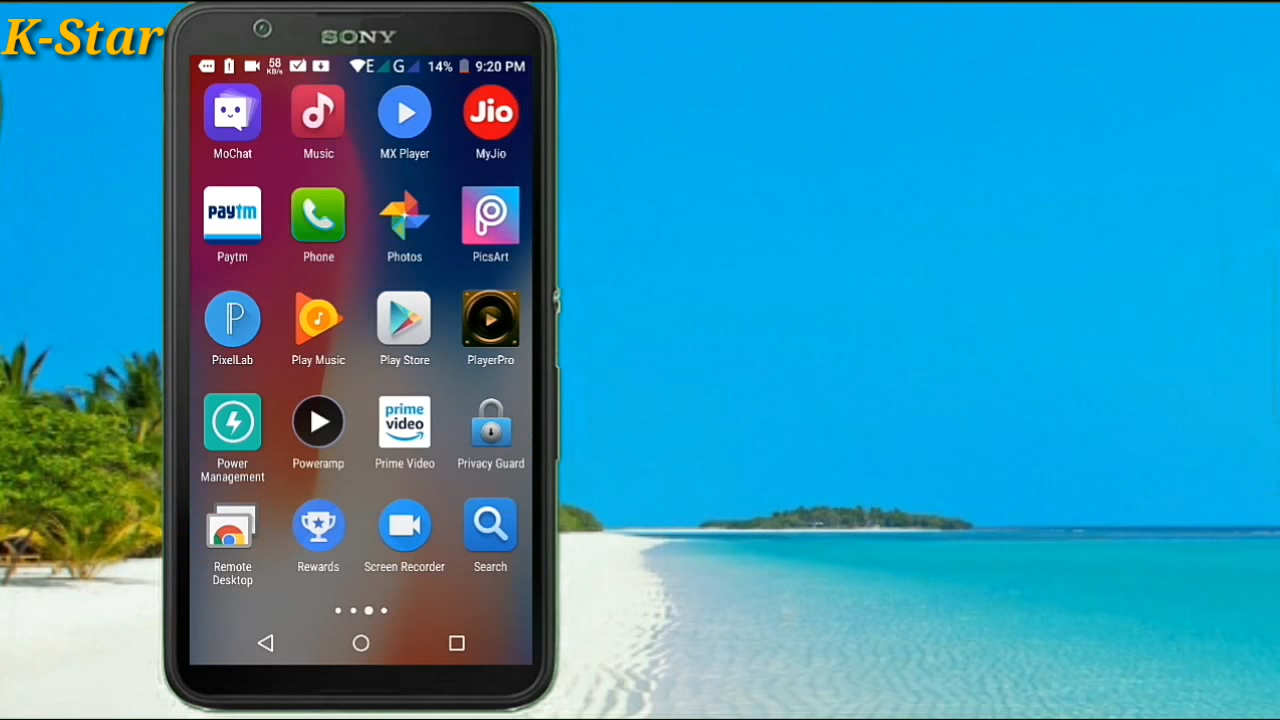 K-Star
SONY
58
KB/s
E
G
14%
9:20 PM
Jio
MoChat
Music
MX Player
MyJio
paytm
Paytm
Phone
Photos
PicsArt
PixelLab
Play Music
Play Store
PlayerPro
prime
video
Power
Management
Poweramp
Prime Video
Privacy Guard
Remote
Desktop
Rewards
Screen Recorder
Search